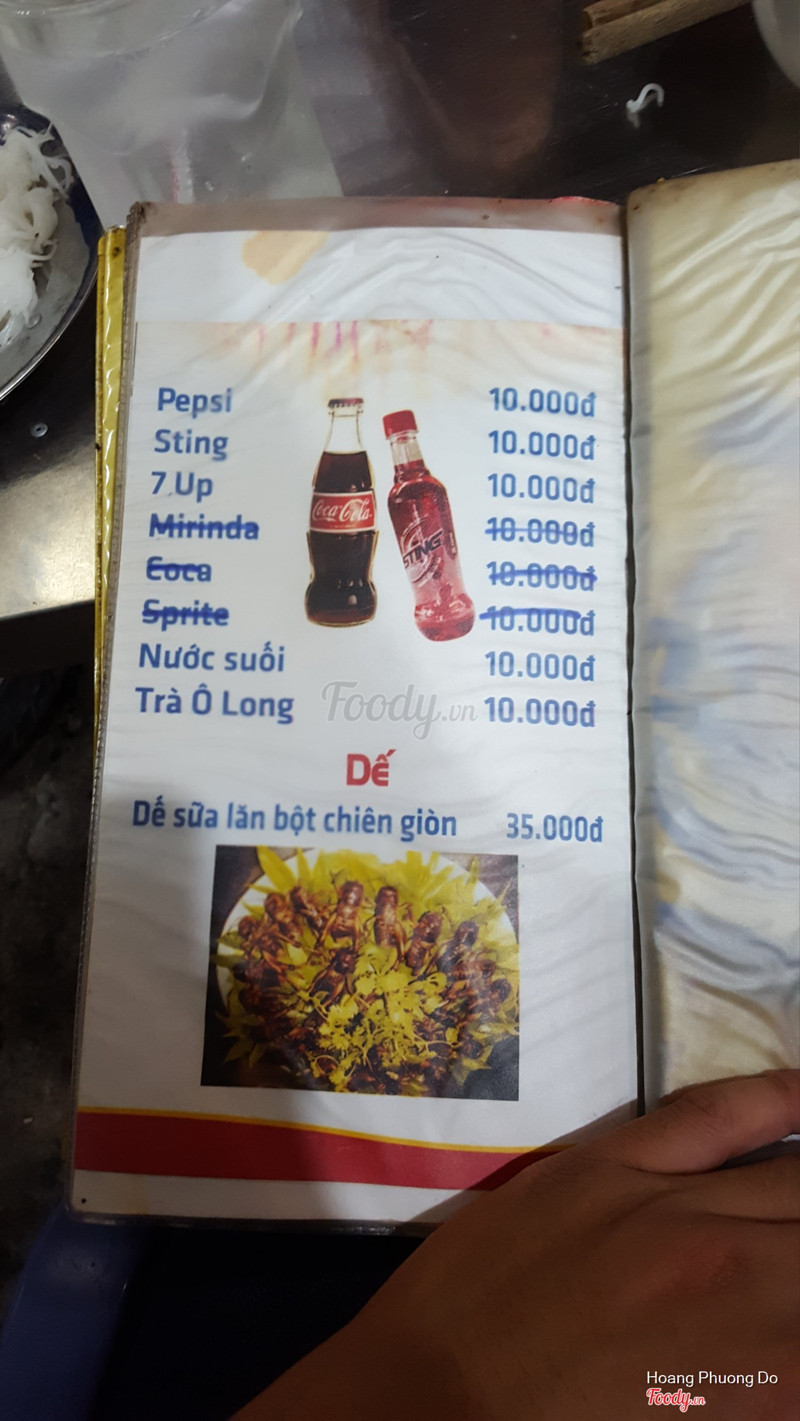 Pepsi 10.000đ
Sting 10.000đ
7 Up 10.000đ
Mirinda 10.000đ
Coca 10.000đ
Sprite 10.000đ
Nước suối 10.000đ
Trà Ô Long 10.000đ
Coca-Cola
STING
Foody.vn
Dế
Dế sữa lăn bột chiên giòn 35.000đ
Hoang Phuong Do
Foody.vn